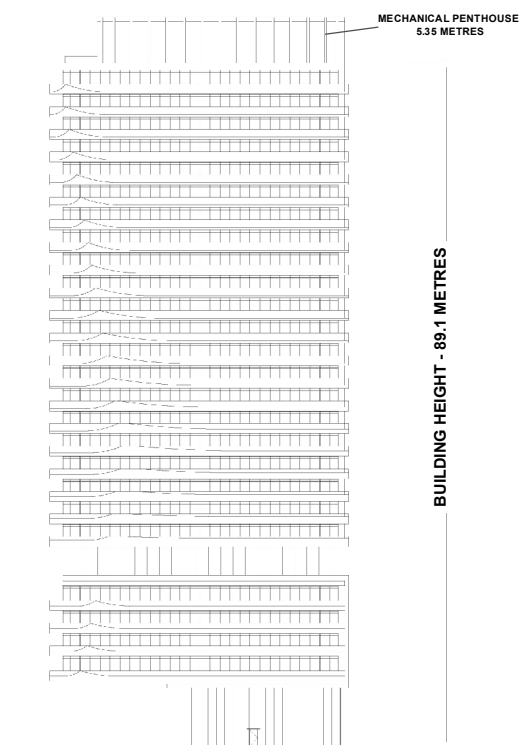 MECHANICAL PENTHOUSE
5.35 METRES
BUILDING HEIGHT - 89.1 METRES